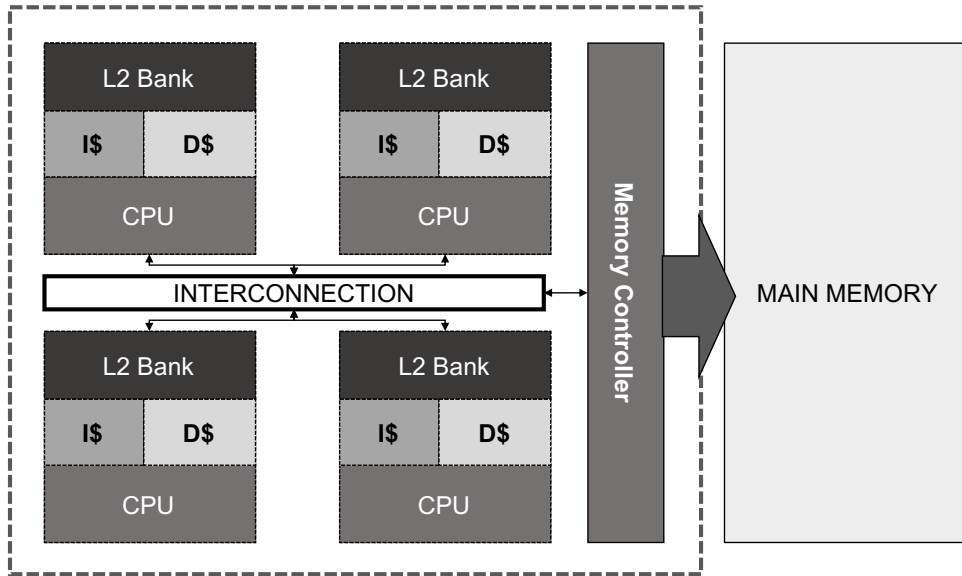 L2 Bank
I$ D$
CPU
L2 Bank
I$ D$
CPU
INTERCONNECTION
L2 Bank
I$ D$
CPU
L2 Bank
I$ D$
CPU
Memory Controller
MAIN MEMORY